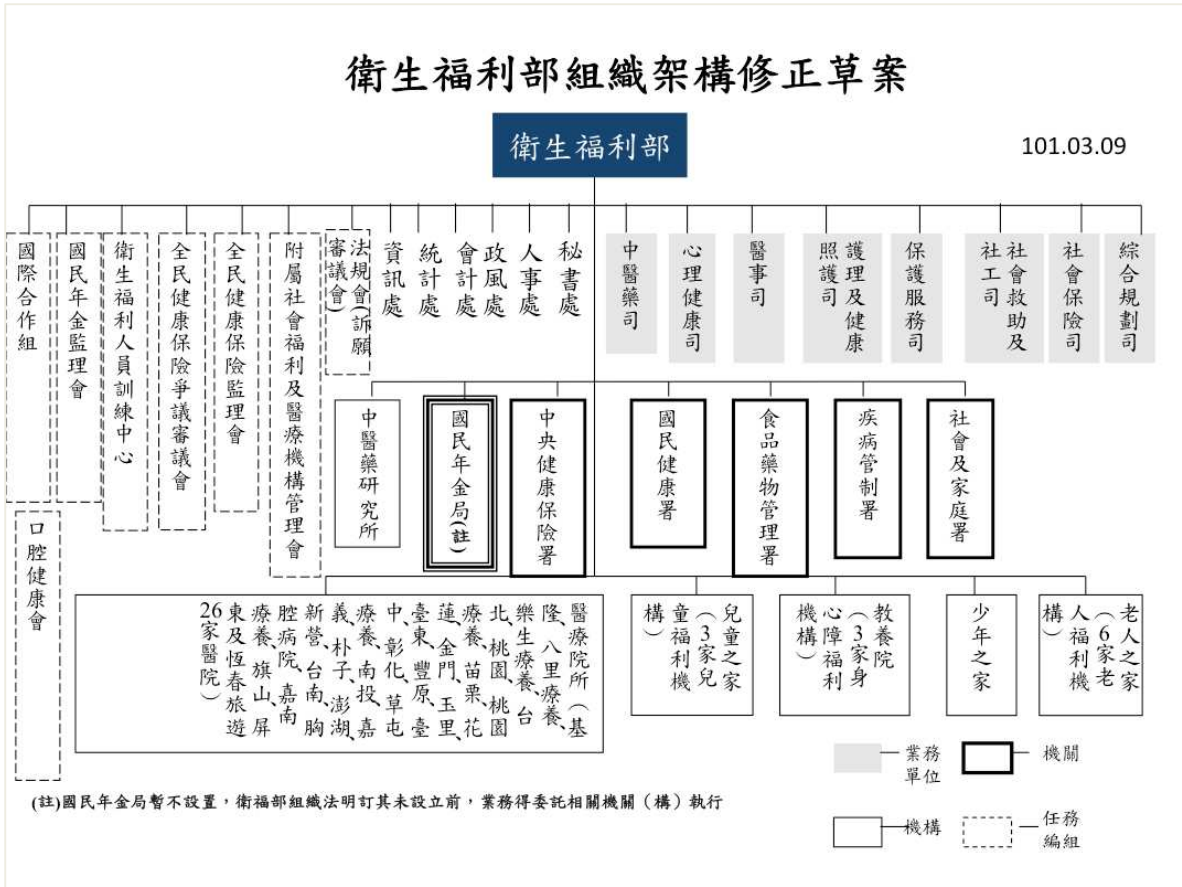 衛生福利部組織架構修正草案
衛生福利部
101.03.09
國際合作組
國民年金監理會
衛生福利人員訓練中心
全民健康保險爭議審議會
全民健康保險監理會
附屬社會福利及醫療機構管理會
法規會(訴願
審議會)
資訊處
統計處
會計處
政風處
人事處
秘書處
中醫藥司
心理健康司
醫事司
護理及健康
照護司
保護服務司
社會救助及
社工司
社會保險司
綜合規劃司
口腔健康會
中醫藥研究所
國民年金局(註)
中央健康保險署
國民健康署
食品藥物管理署
疾病管制署
社會及家庭署
醫療院所（基
隆、八里療養、
樂生療養、台
北、桃園、桃園
療養、苗栗、花
蓮、金門、玉里、
臺東、豐原、臺
中、彰化、草屯
療養、南投、嘉
義、朴子、澎湖、
新營、台南、胸
腔病院、嘉南
療養、旗山、屏
東及恆春旅遊
26家醫院）
兒童之家
（3家兒
童福利機
構）
教養院
（3家身
心障福利
機構）
少年之家
老人之家
（6家老
人福利機
構）
業務
單位
機關
機構
任務
編組
(註)國民年金局暫不設置，衛福部組織法明訂其未設立前，業務得委託相關機關（構）執行